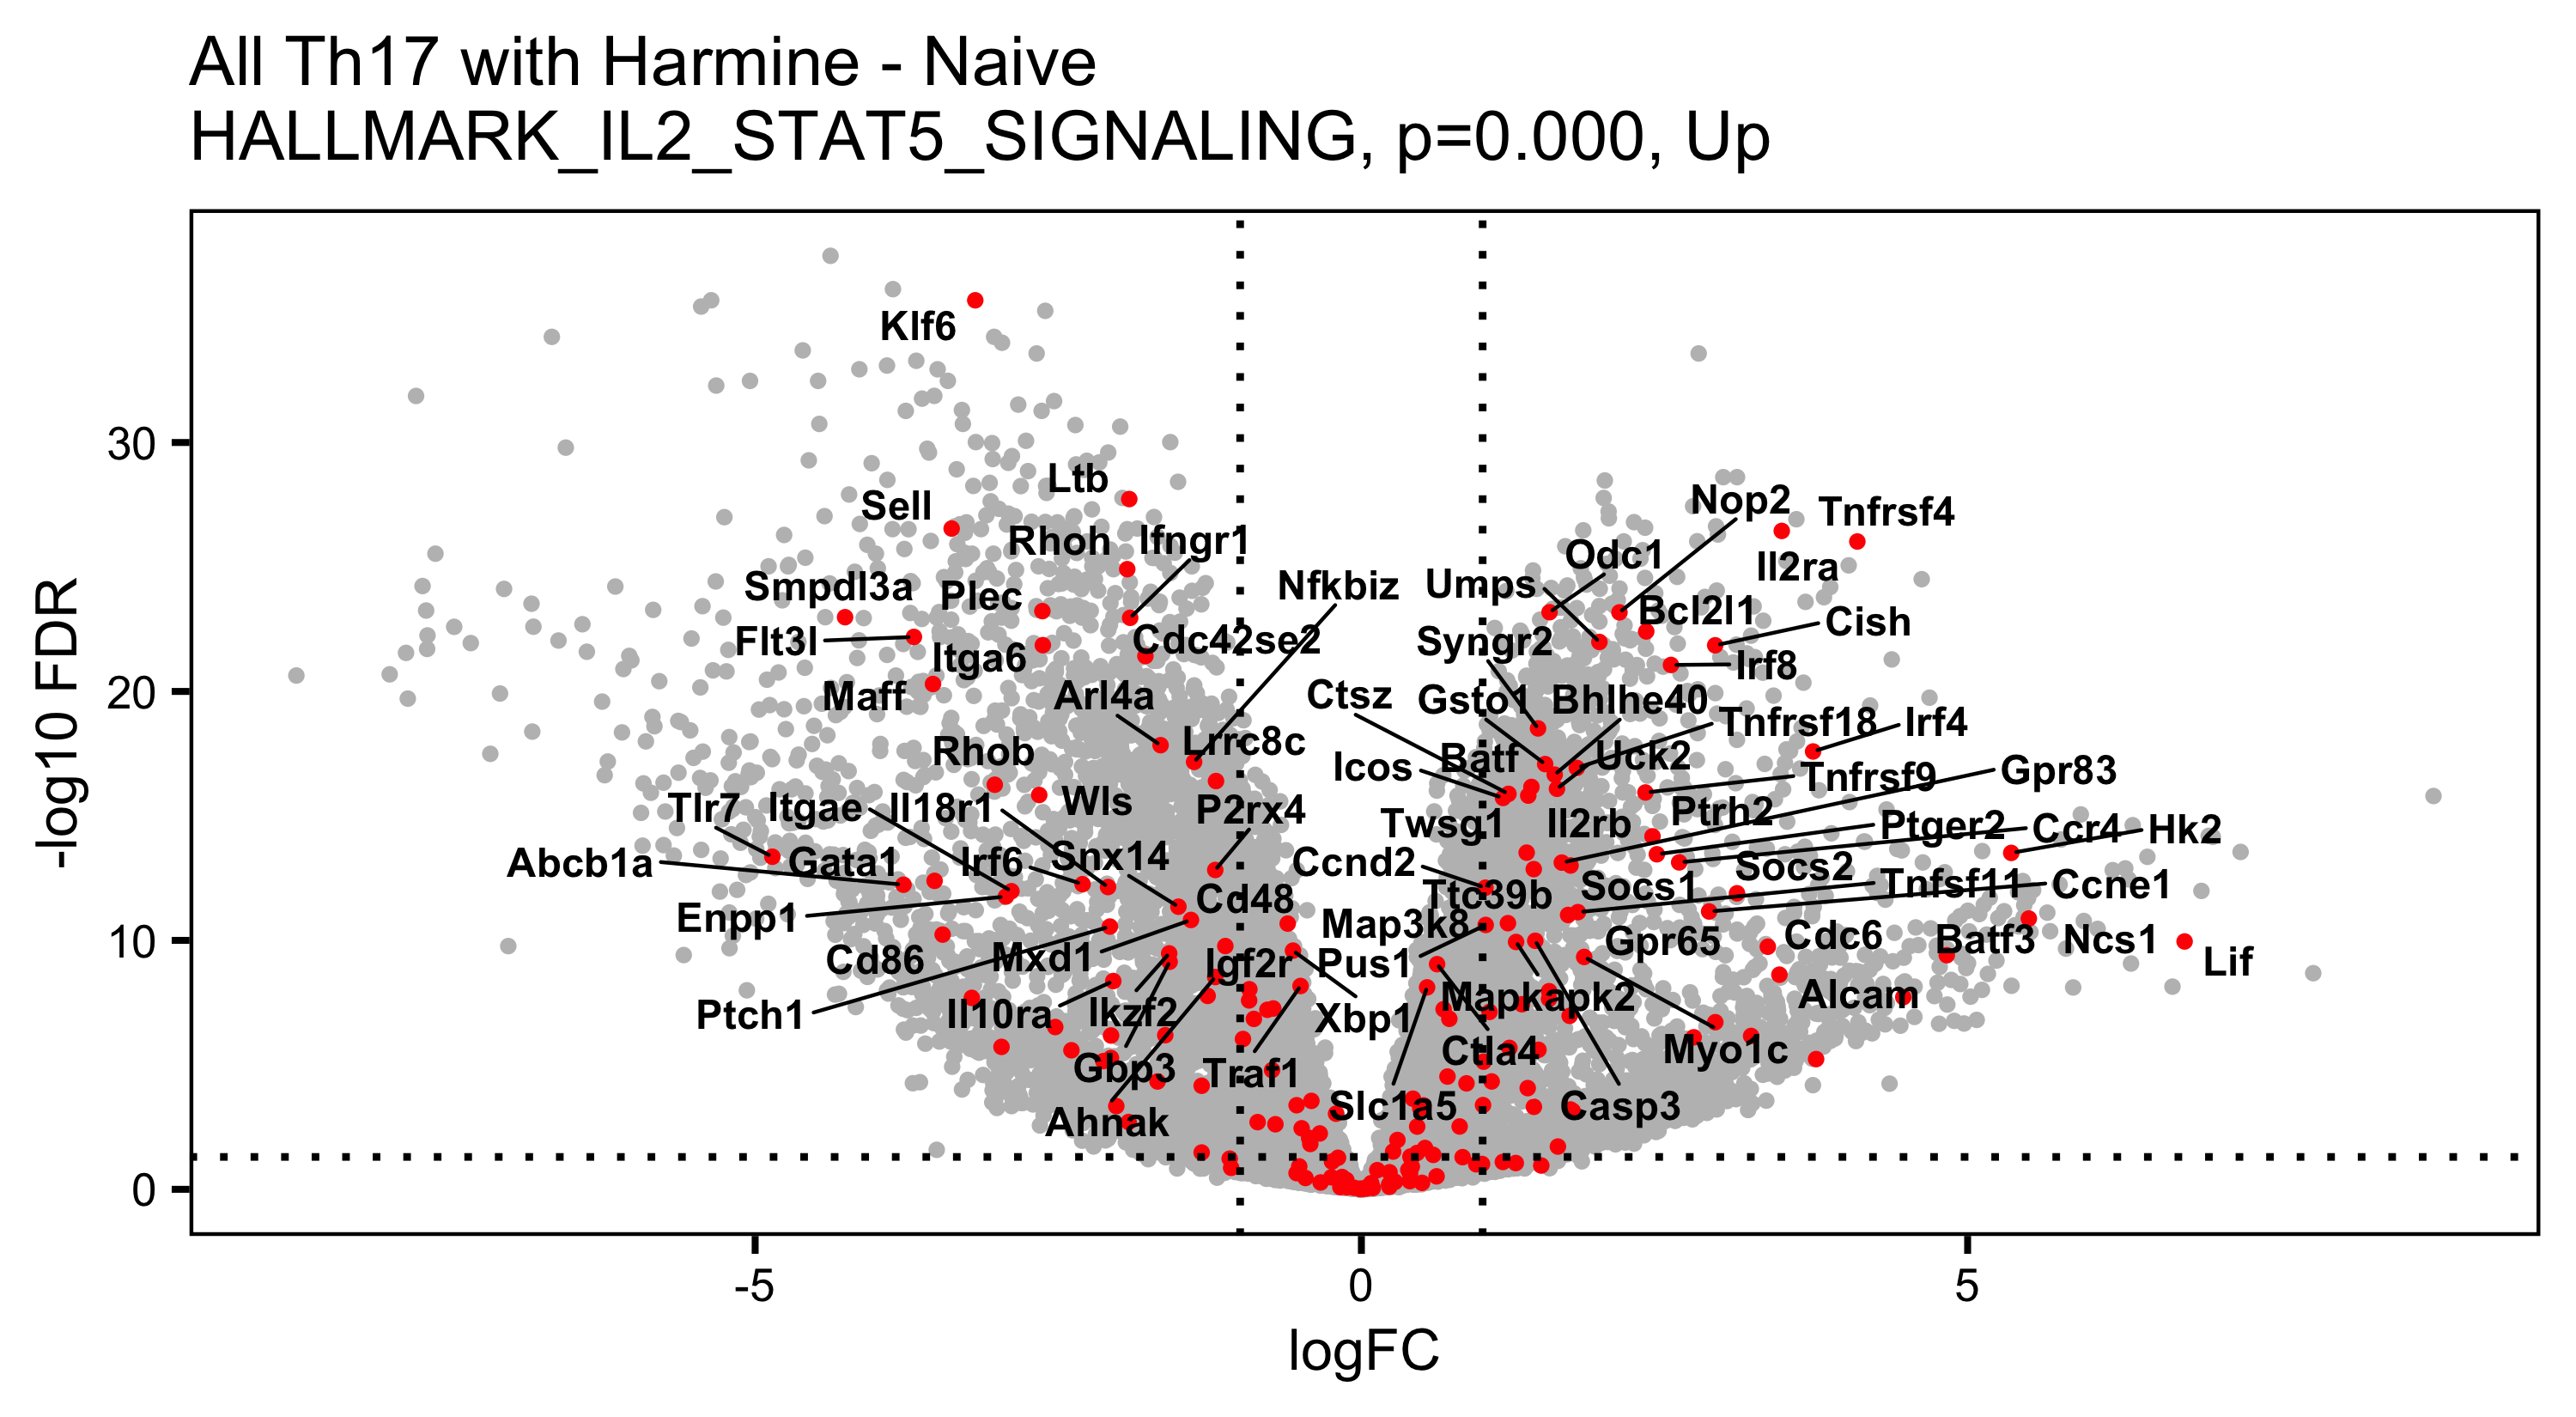 All Th17 with Harmine - Naive
HALLMARK_IL2_STAT5_SIGNALING, p=0.000, Up
-log10 FDR
30
20
10
0
Klf6
Ltb
Sell
Rhoh
Ifngr1
Smpdl3a
Plec
Nfkbiz
Flt3l
Itga6
Cdc42se2
Maff
Arl4a
Rhob
Lrrc8c
Tlr7
Itgae
Il18r1
Wls
P2rx4
Abcb1a
Gata1
Irf6
Snx14
Enpp1
Cd48
Cd86
Mxd1
Igf2r
Ptch1
Il10ra
Ikzf2
Xbp1
Gbp3
Traf1
Ahnak
Nop2
Tnfrsf4
Odc1
Il2ra
Umps
Bcl2l1
Cish
Syngr2
Irf8
Ctsz
Gsto1
Bhlhe40
Tnfrsf18
Irf4
Icos
Batf
Uck2
Tnfrsf9
Gpr83
Twsg1
Il2rb
Ptrh2
Ptger2
Ccr4
Hk2
Ccnd2
Socs2
Ttc39b
Socs1
Tnfsf11
Ccne1
Map3k8
Gpr65
Cdc6
Batf3
Ncs1
Pus1
Lif
Mapkapk2
Alcam
Ctla4
Myo1c
Slc1a5
Casp3
-5
0
5
logFC